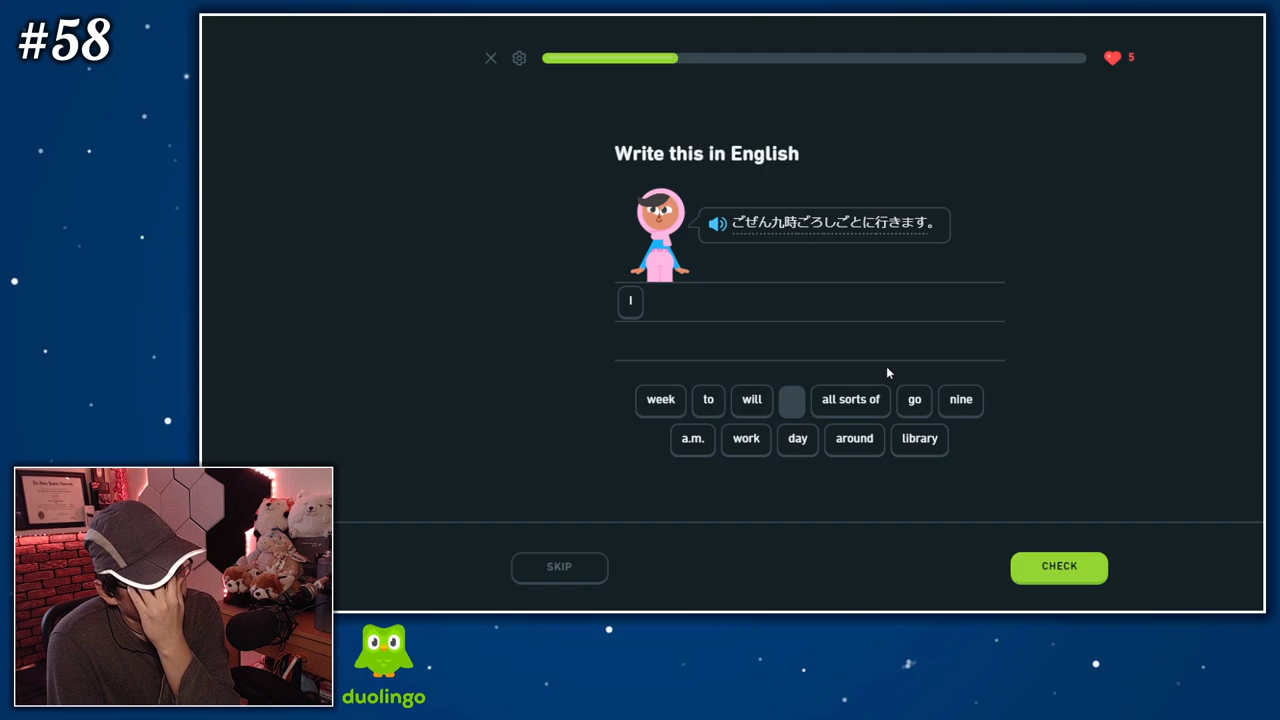 #58
5
Write this in English
ごぜん九時ごろしごとに行きます。
I
week to will all sorts of go nine
a.m. work day around library
SKIP
CHECK
duolingo